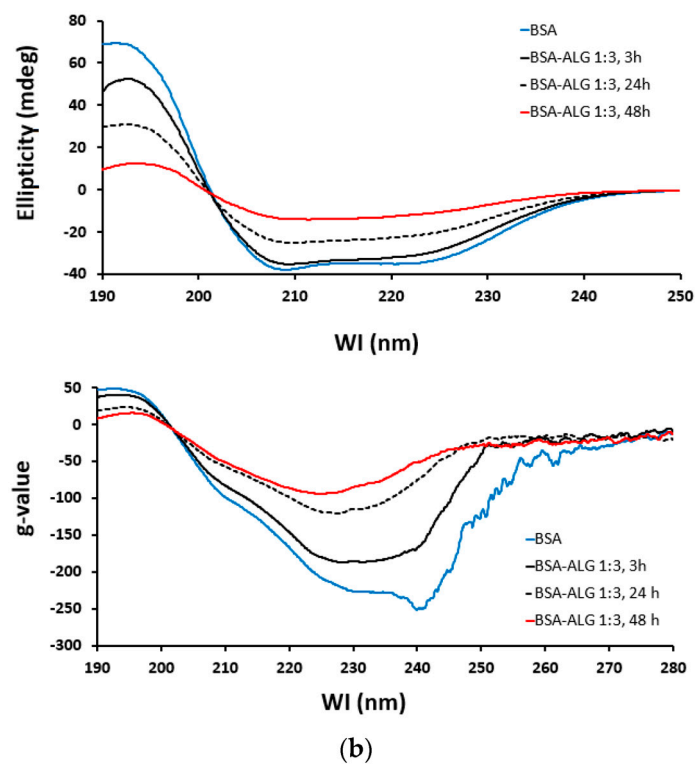 80
60
40
20
0
-20
-40
Ellipticity (mdeg)
BSA
BSA-ALG 1:3, 3h
BSA-ALG 1:3, 24h
BSA-ALG 1:3, 48h
190 200 210 220 230 240 250
Wl (nm)
50
0
-50
-100
-150
-200
-250
-300
g-value
BSA
BSA-ALG 1:3, 3h
BSA-ALG 1:3, 24 h
BSA-ALG 1:3, 48 h
190 200 210 220 230 240 250 260 270 280
Wl (nm)
(b)